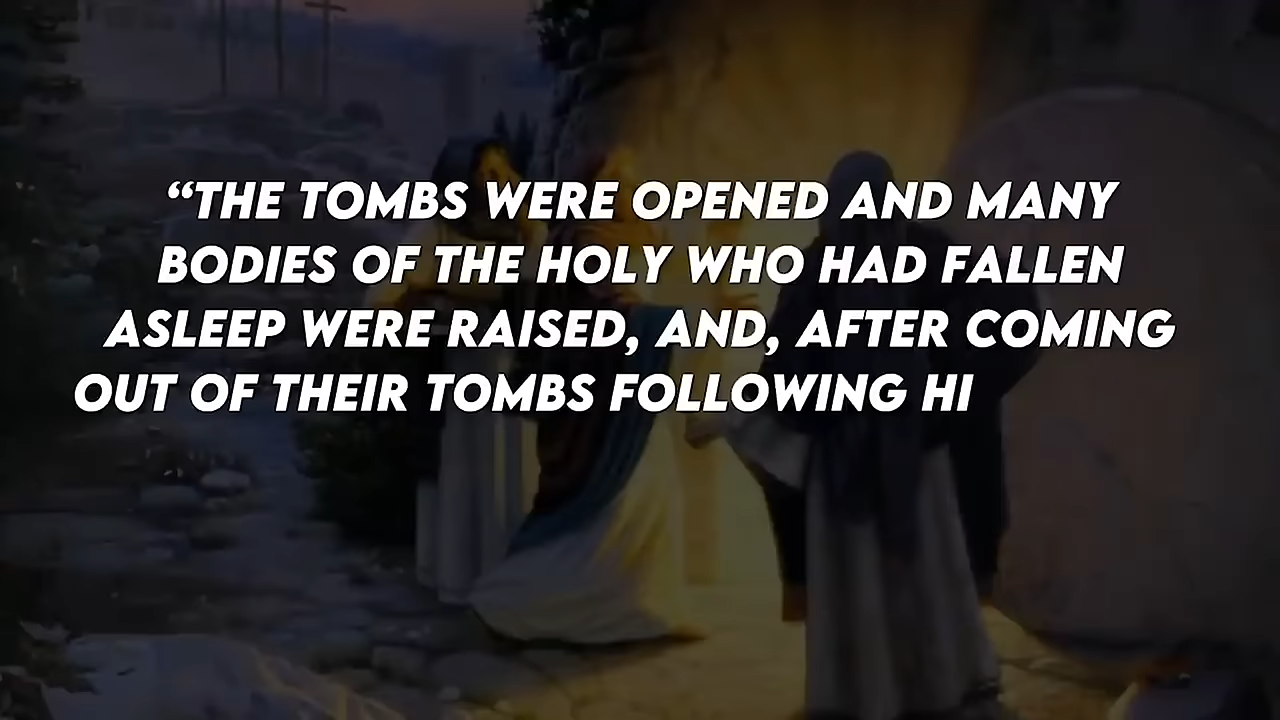 “THE TOMBS WERE OPENED AND MANY
BODIES OF THE HOLY WHO HAD FALLEN
ASLEEP WERE RAISED, AND, AFTER COMING
OUT OF THEIR TOMBS FOLLOWING HI